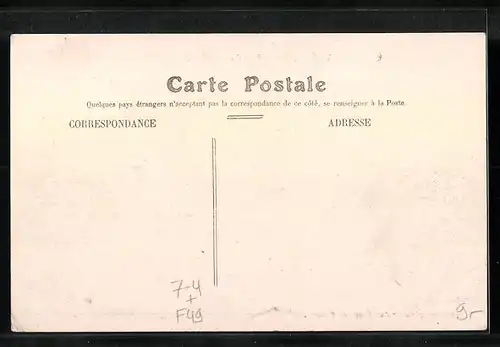 Carte Postale
Quelques pays étrangers n'acceptant pas la correspondance de ce côté, se renseigner à la Poste.
CORRESPONDANCE
ADRESSE
7-4
+
F49
9.-